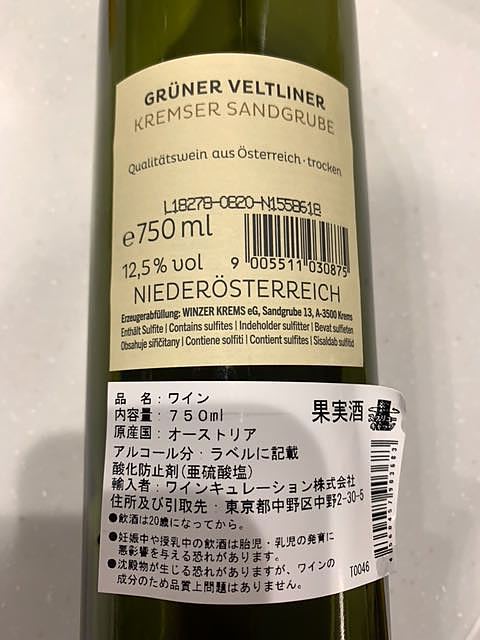 GRÜNER VELTLINER
KREMSER SANDGRUBE
Qualitätswein aus Österreich · trocken
L18278-0820-N1558618
e 750 ml
12,5% vol
9 005511 030875
NIEDERÖSTERREICH
Erzeugerabfüllung: WINZER KREMS eG, Sandgrube 13, A-3500 Krems
Enthält Sulfite | Contains sulfites | Indeholder sulfitter | Bevat sulfieten
Obsahuje siřičitany | Contiene solfiti | Contient sulfites | Sisaldab sulfitid
品 名:ワイン
果実酒
内容量:750ml
原産国:オーストリア
アルコール分:ラベルに記載
酸化防止剤(亜硫酸塩)
輸入者:ワインキュレーション株式会社
住所及び引取先:東京都中野区中野2-30-5
●飲酒は20歳になってから。
●妊娠中や授乳中の飲酒は胎児・乳児の発育に
悪影響を与える恐れがあります。
●沈殿物が生じる恐れがありますが、ワインの
成分のため品質上問題はありません。
T0046